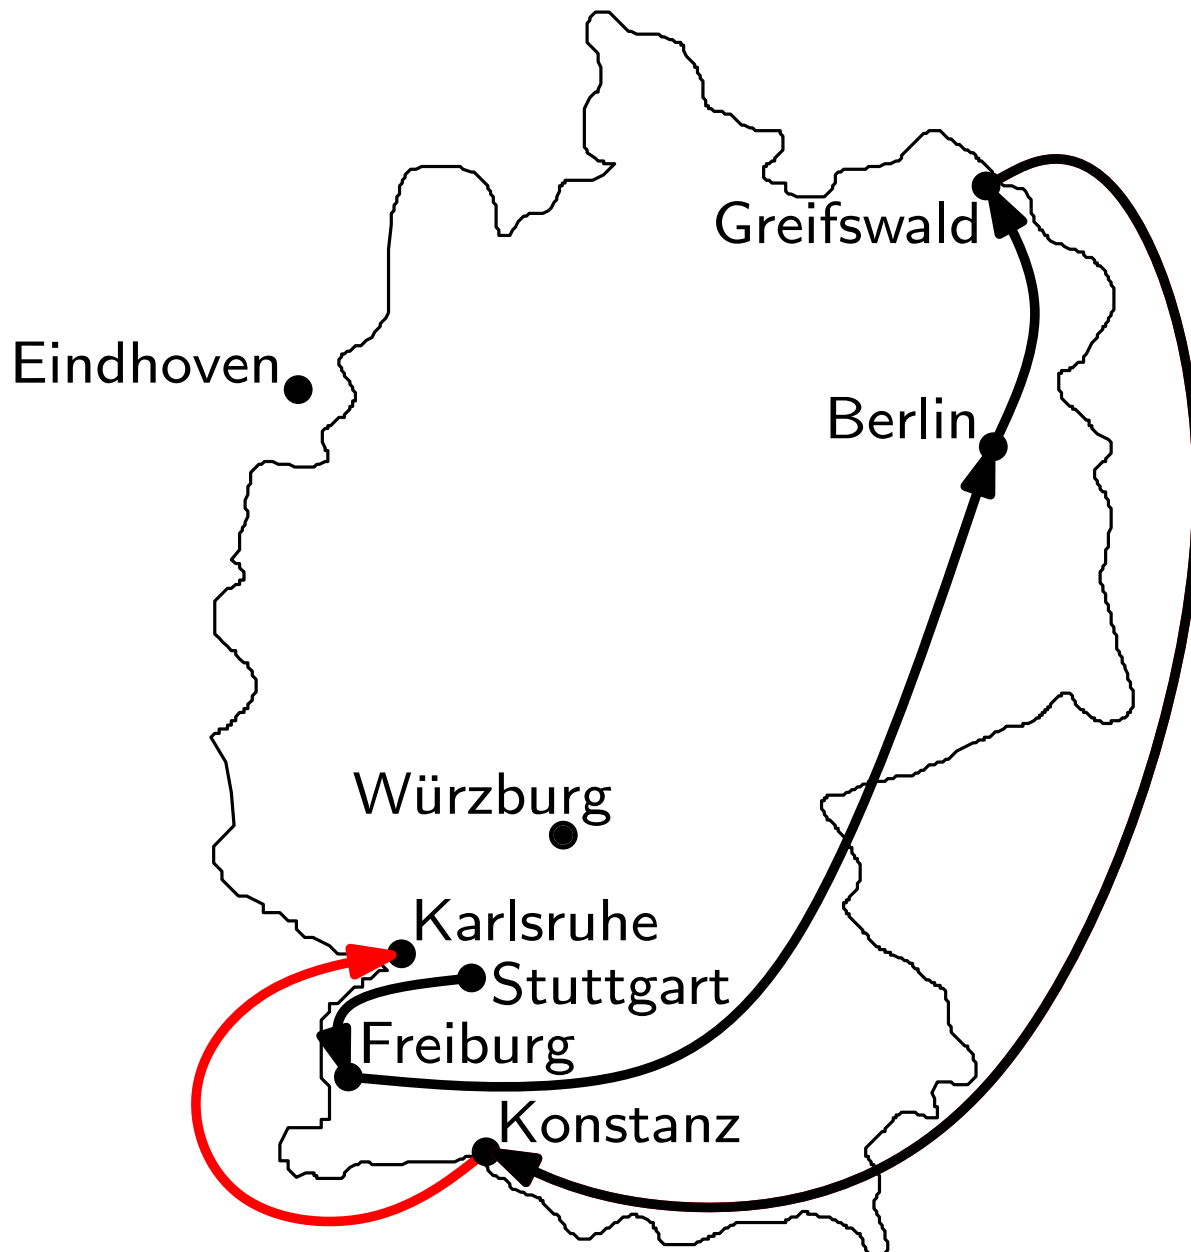 Greifswald
Eindhoven
Berlin
Würzburg
Karlsruhe
Stuttgart
Freiburg
Konstanz